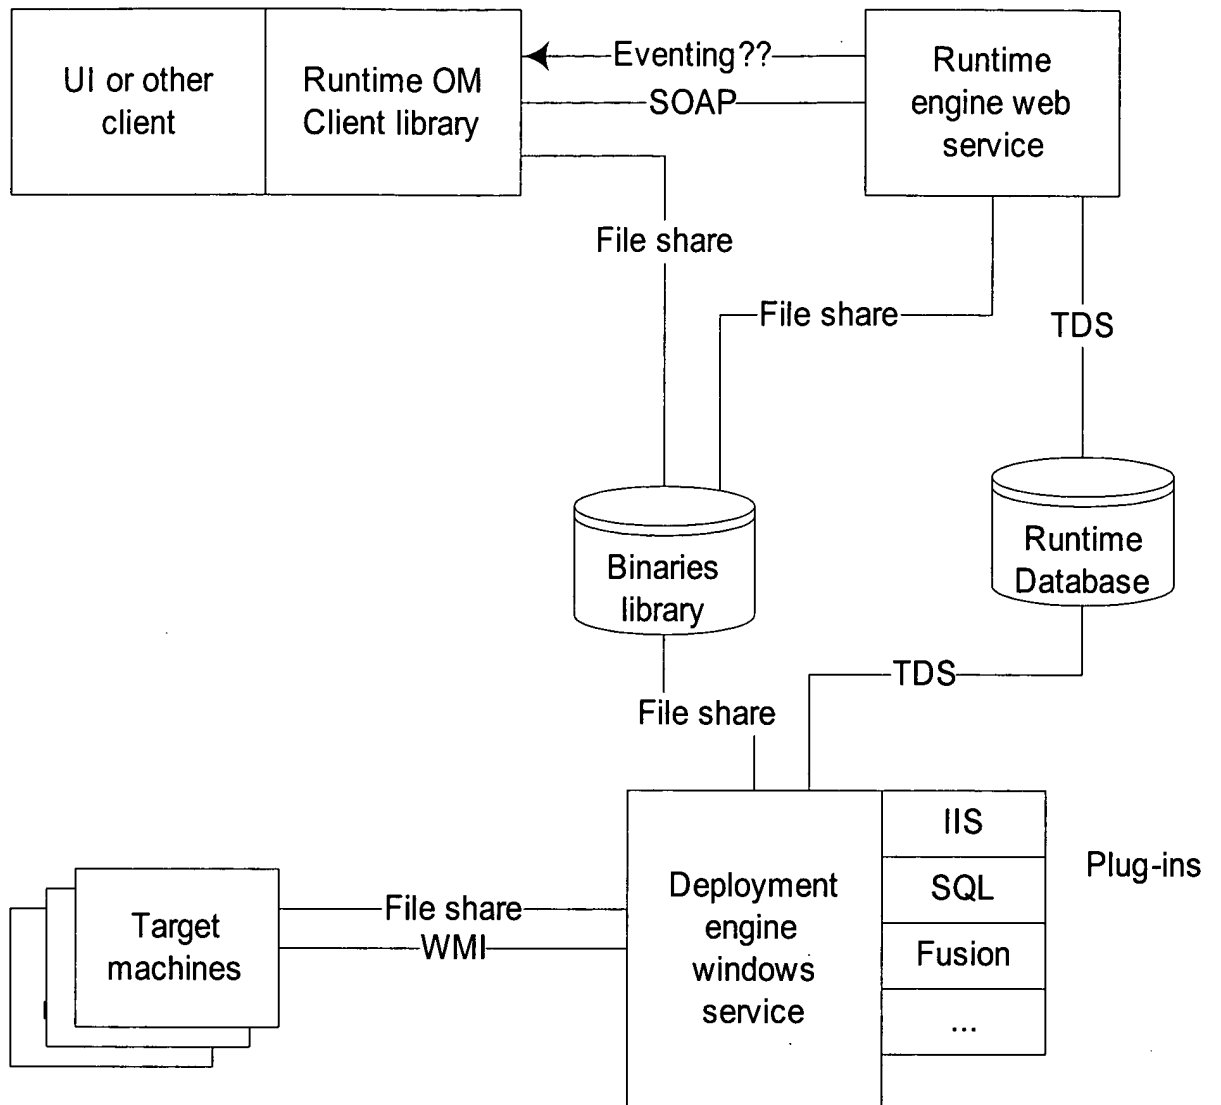 UI or other
client
Runtime OM
Client library
Eventing??
SOAP
Runtime
engine web
service
File share
File share
TDS
Binaries
library
Runtime
Database
TDS
File share
IIS
SQL
Fusion
...
Plug-ins
Deployment
engine
windows
service
File share
WMI
Target
machines